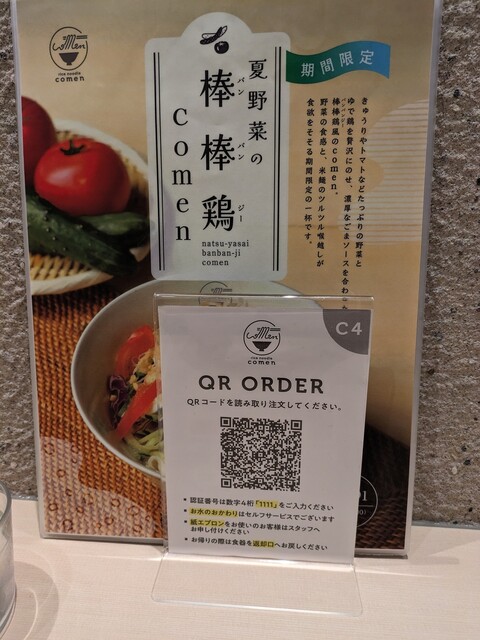 comen
rice noodle
comen
期間限定
夏野菜の
棒棒鶏
バンバンジー
comen
natsu-yasai
banban-ji
comen
きゅうりやトマトなどたっぷりの野菜と
ゆで鶏を贅沢にのせ、濃厚なごまソースを合わ
棒棒鶏風のcomen。
野菜の食感と、米麺のツルツル喉越しが
食欲をそそる期間限定の一杯です。
C4
comen
rice noodle
comen
QR ORDER
QRコードを読み取り注文してください。
• 認証番号は数字4桁「1111」をご入力ください
• お水のおかわりはセルフサービスでございます
• 紙エプロンをお使いのお客様はスタッフへ
お申し付けください
• お帰りの際は食器を返却口へお戻しください